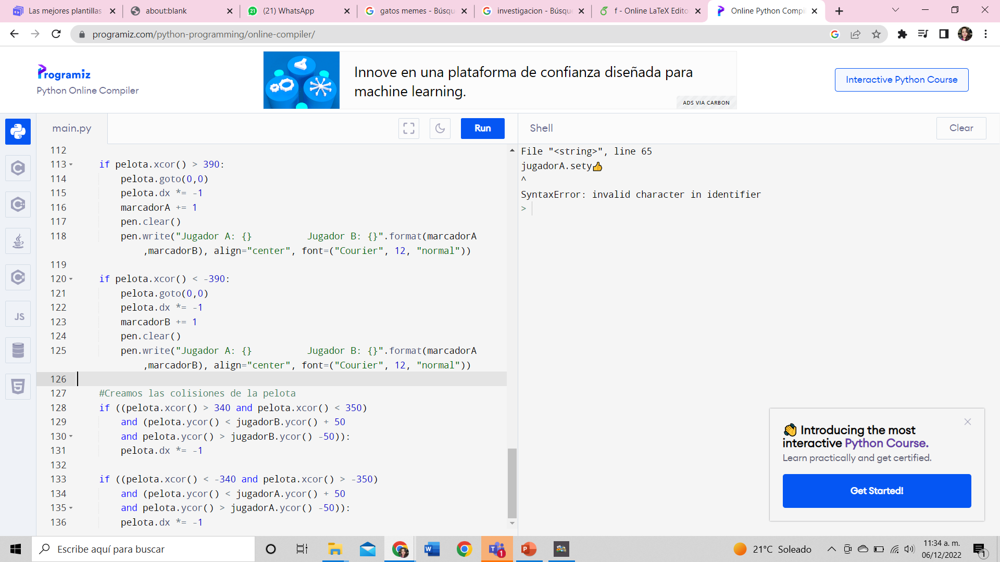 Las mejores plantillas
about:blank
(21) WhatsApp
gatos memes - Búsqu
investigacion - Búsque
f - Online LaTeX Edito
Online Python Compil
programiz.com/python-programming/online-compiler/
Programiz
Python Online Compiler
Innove en una plataforma de confianza diseñada para
machine learning.
ADS VIA CARBON
Interactive Python Course
main.py
Run
Shell
Clear
112
113 if pelota.xcor() > 390:
114 pelota.goto(0,0)
115 pelota.dx *= -1
116 marcadorA += 1
117 pen.clear()
118 pen.write("Jugador A: {}          Jugador B: {}".format(marcadorA
,marcadorB), align="center", font=("Courier", 12, "normal"))
119
120 if pelota.xcor() < -390:
121 pelota.goto(0,0)
122 pelota.dx *= -1
123 marcadorB += 1
124 pen.clear()
125 pen.write("Jugador A: {}          Jugador B: {}".format(marcadorA
,marcadorB), align="center", font=("Courier", 12, "normal"))
126
127 #Creamos las colisiones de la pelota
128 if ((pelota.xcor() > 340 and pelota.xcor() < 350)
129 and (pelota.ycor() < jugadorB.ycor() + 50
130 and pelota.ycor() > jugadorB.ycor() -50)):
131 pelota.dx *= -1
132
133 if ((pelota.xcor() < -340 and pelota.xcor() > -350)
134 and (pelota.ycor() < jugadorA.ycor() + 50
135 and pelota.ycor() > jugadorA.ycor() -50)):
136 pelota.dx *= -1
File "<string>", line 65
jugadorA.sety👍
^
SyntaxError: invalid character in identifier
>
JS
👋 Introducing the most
interactive Python Course.
Learn practically and get certified.
Get Started!
Escribe aquí para buscar
21°C Soleado
11:34 a. m.
06/12/2022
1